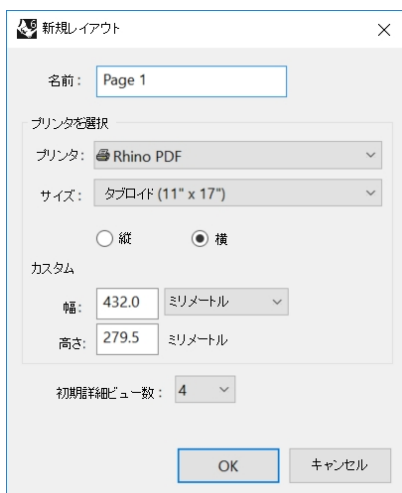 新規レイアウト
名前： Page 1
プリンタを選択
プリンタ： Rhino PDF
サイズ： タブロイド (11" x 17")
縦 横
カスタム
幅： 432.0 ミリメートル
高さ： 279.5 ミリメートル
初期詳細ビュー数： 4
OK キャンセル